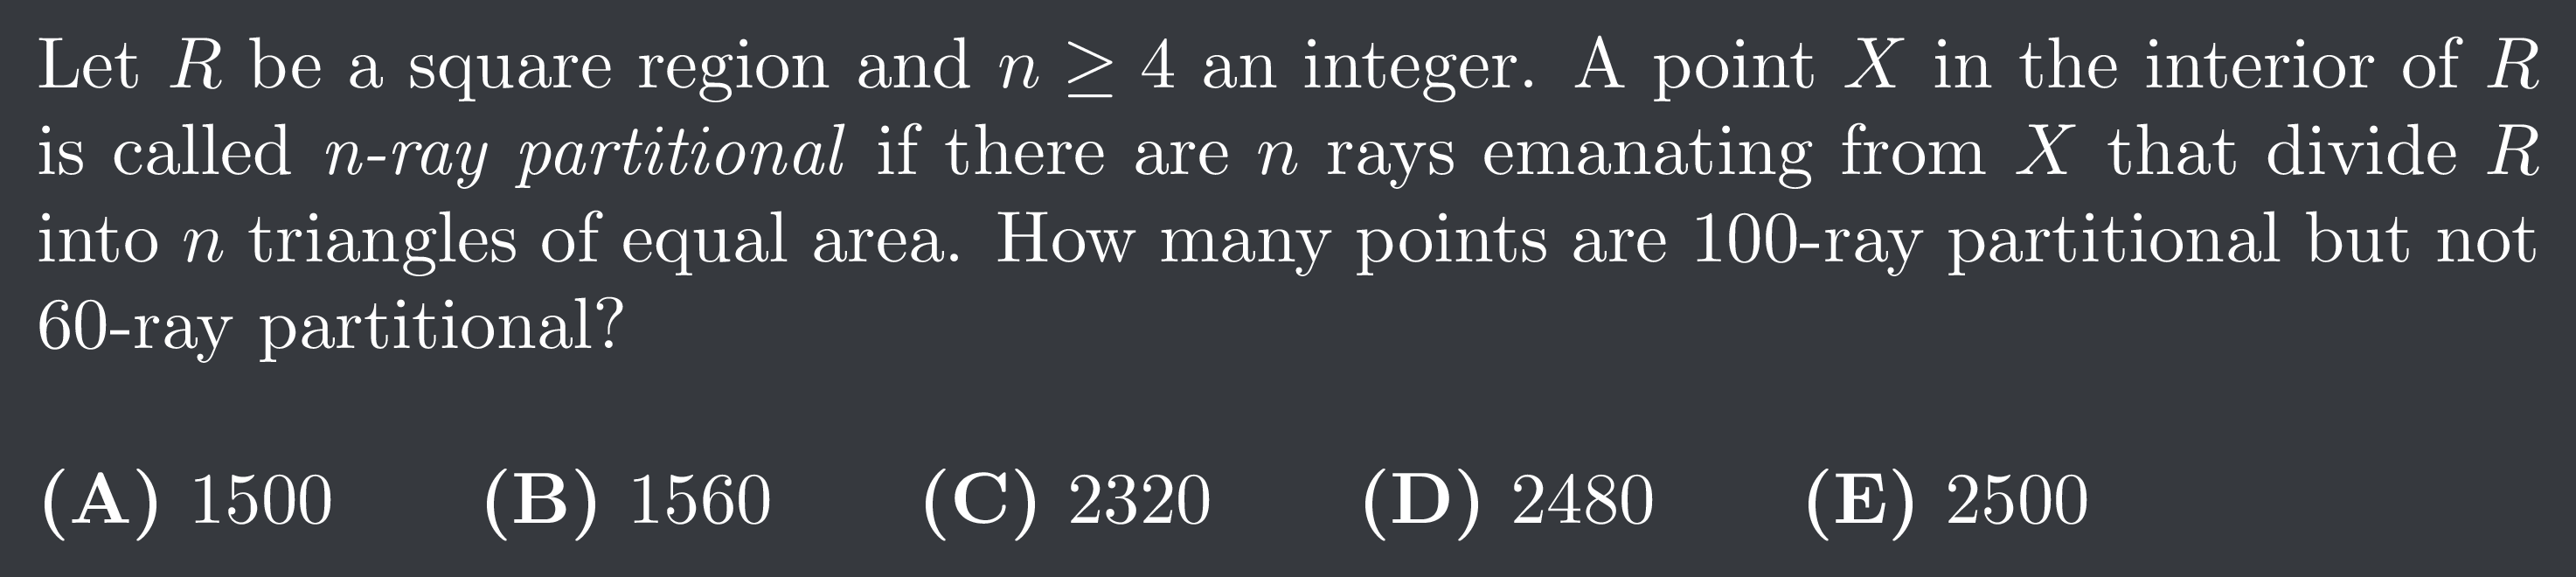 Let R be a square region and n ≥ 4 an integer. A point X in the interior of R
is called n-ray partitional if there are n rays emanating from X that divide R
into n triangles of equal area. How many points are 100-ray partitional but not
60-ray partitional?
(A) 1500 (B) 1560 (C) 2320 (D) 2480 (E) 2500